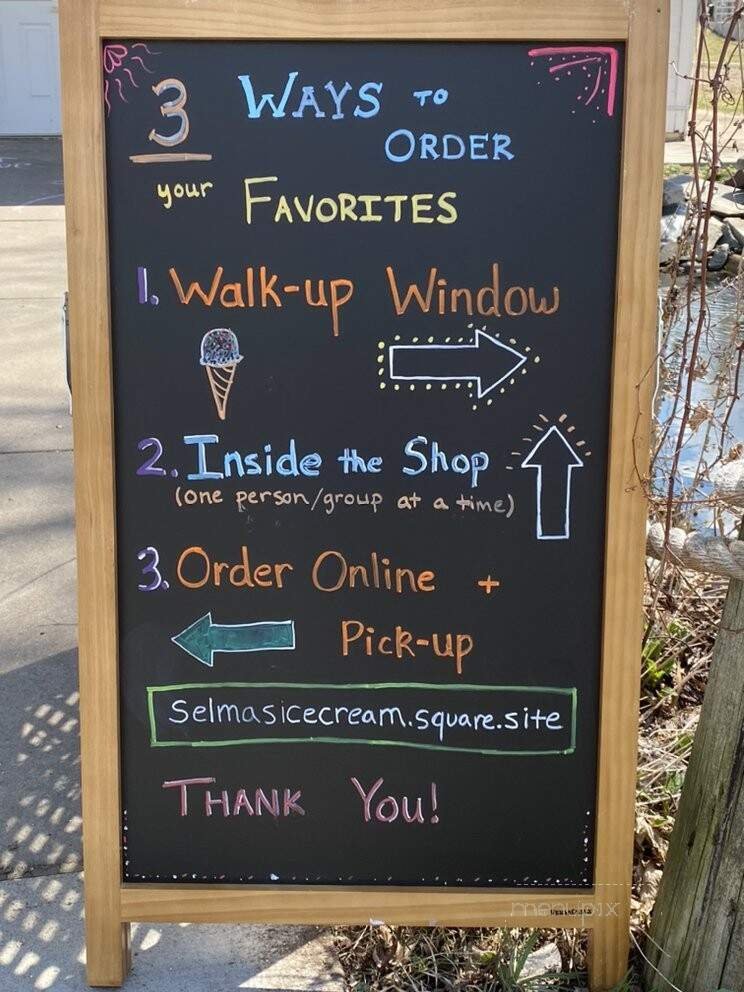 3 WAYS TO
ORDER
your FAVORITES
1. Walk-up Window
2. Inside the Shop
(one person/group at a time)
3. Order Online +
Pick-up
Selmasicecream.square.site
THANK YOU!
menupix